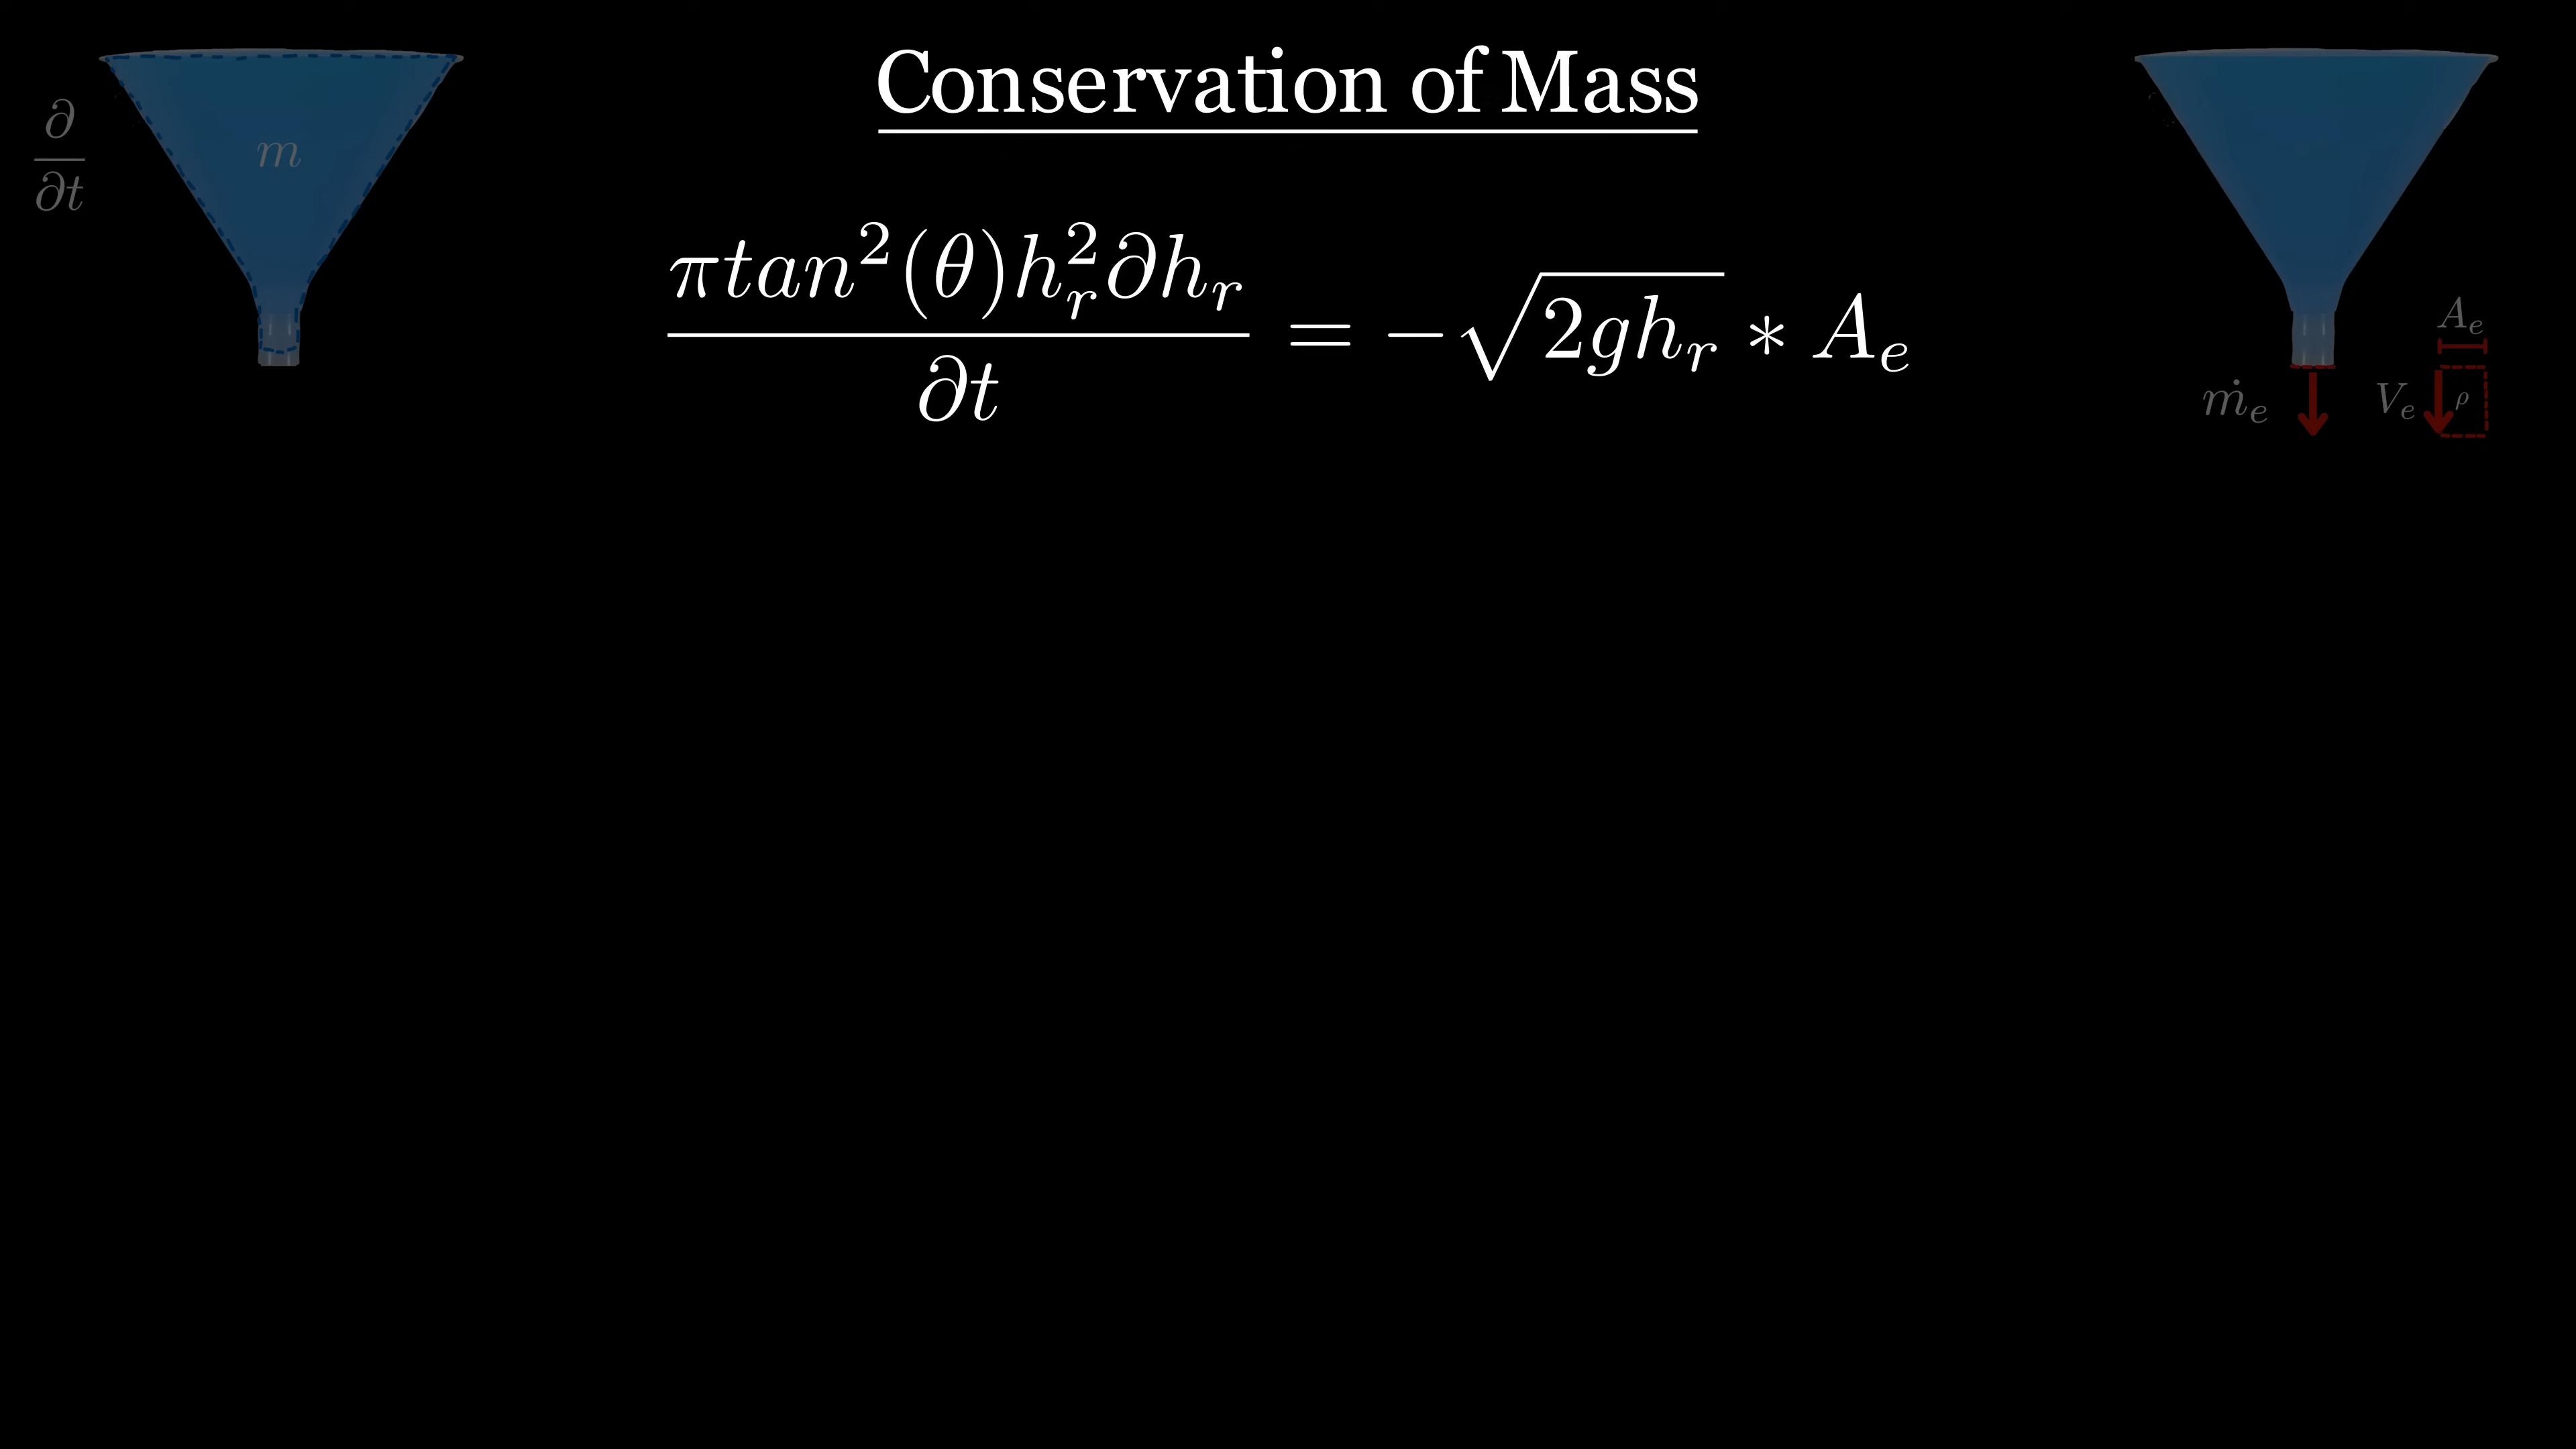 Conservation of Mass
∂/∂t
m
πtan²(θ)h_r²∂h_r/∂t = -√(2gh_r) * A_e
A_e
ṁ_e V_e ρ